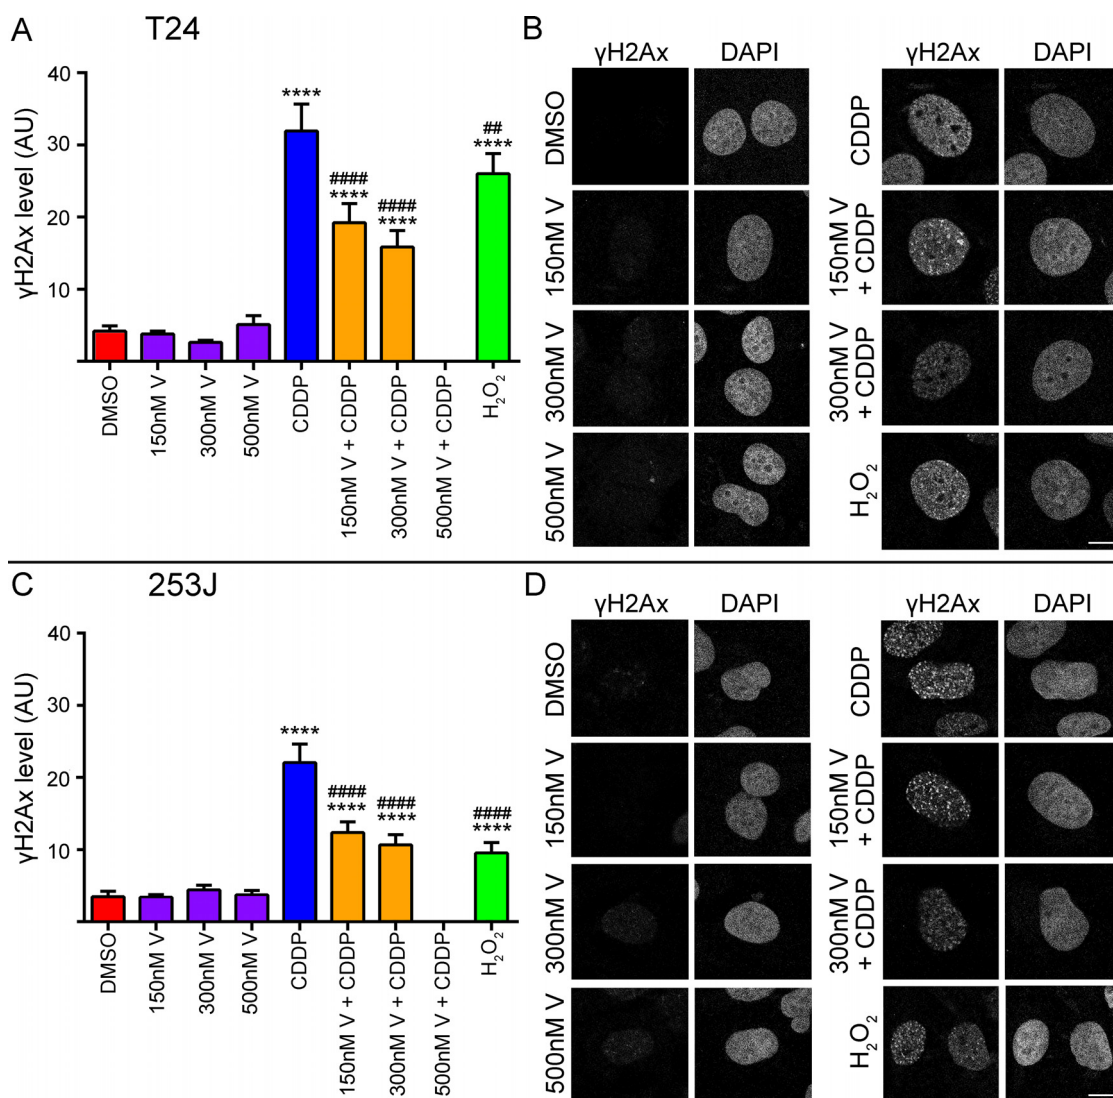 A
T24
γH2Ax level (AU)
40
30
20
10
****
####
****
####
****
##
****
DMSO
150nM V
300nM V
500nM V
CDDP
150nM V + CDDP
300nM V + CDDP
500nM V + CDDP
H₂O₂
B
γH2Ax
DAPI
γH2Ax
DAPI
DMSO
150nM V
300nM V
500nM V
CDDP
150nM V
+ CDDP
300nM V
+ CDDP
H₂O₂
C
253J
γH2Ax level (AU)
40
30
20
10
****
####
****
####
****
####
****
DMSO
150nM V
300nM V
500nM V
CDDP
150nM V + CDDP
300nM V + CDDP
500nM V + CDDP
H₂O₂
D
γH2Ax
DAPI
γH2Ax
DAPI
DMSO
150nM V
300nM V
500nM V
CDDP
150nM V
+ CDDP
300nM V
+ CDDP
H₂O₂